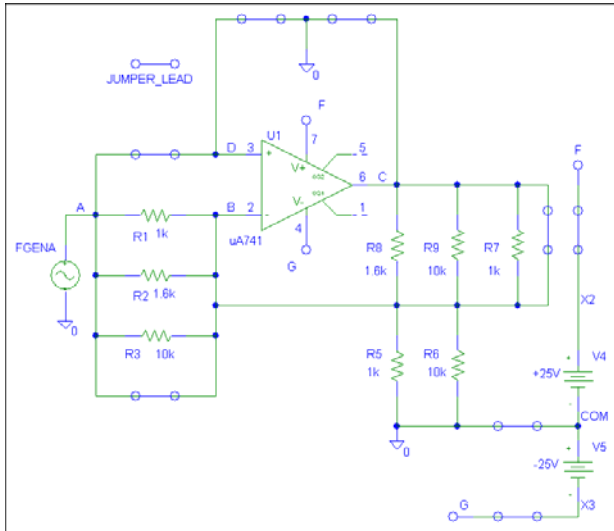 JUMPER_LEAD
0
F
U1
7
5
D
3
+
V+
OS2
6
C
A
B
2
-
V-
OS1
1
4
uA741
G
R1
1k
FGENA
0
R2
1.6k
R3
10k
R8
1.6k
R9
10k
R7
1k
R5
1k
R6
10k
0
F
X2
V4
+
+25V
-
COM
V5
+
-25V
-
X3
G